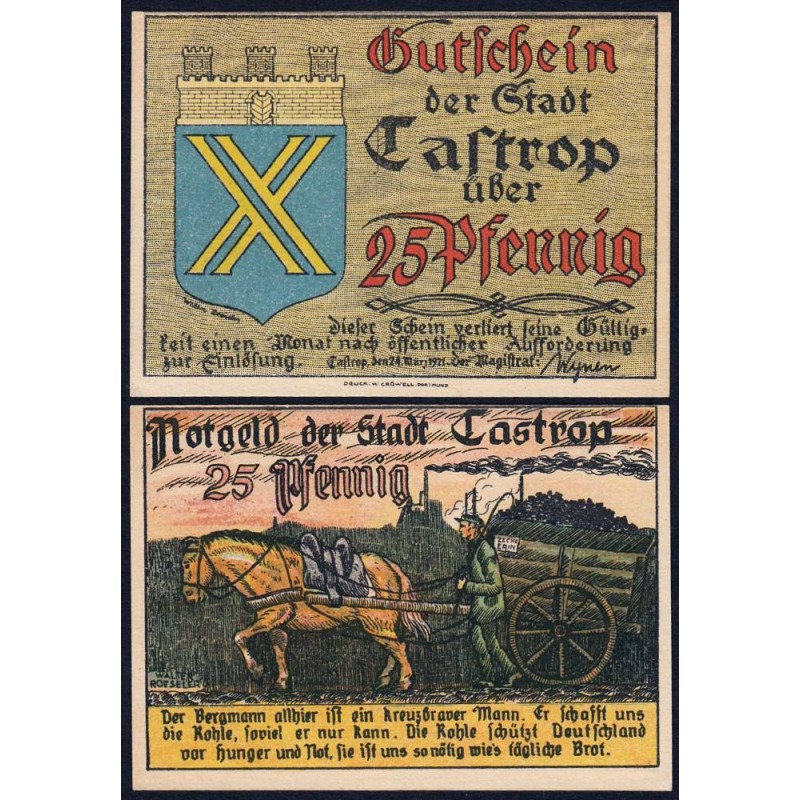 Gutschein
der Stadt
Castrop
über
25 Pfennig
Dieser Schein verliert seine Gültig-
keit einen Monat nach öffentlicher Aufforderung
zur Einlösung. Castrop, den 24. März 1921. Der Magistrat: Wynen
DRUCK: W. CRÜWELL, DORTMUND
Notgeld der Stadt Castrop
25 Pfennig
ZECHE
ERIN
WALTER
ROESELER
Der Bergmann allhier ist ein kreuzbraver Mann. Er schafft uns
die Kohle, soviel er nur kann. Die Kohle schützt Deutschland
vor Hunger und Not, sie ist uns so nötig wie's tägliche Brot.